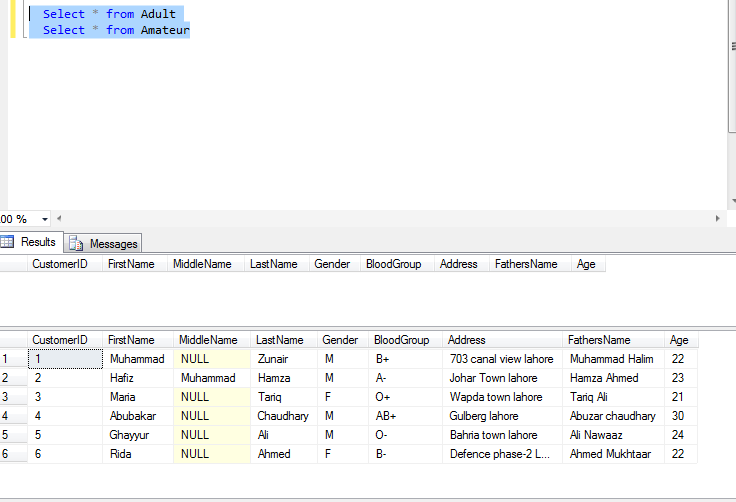 Select * from Adult
Select * from Amateur
00 %
Results Messages
CustomerID FirstName MiddleName LastName Gender BloodGroup Address FathersName Age
CustomerID FirstName MiddleName LastName Gender BloodGroup Address FathersName Age
1 1 Muhammad NULL Zunair M B+ 703 canal view lahore Muhammad Halim 22
2 2 Hafiz Muhammad Hamza M A- Johar Town lahore Hamza Ahmed 23
3 3 Maria NULL Tariq F O+ Wapda town lahore Tariq Ali 21
4 4 Abubakar NULL Chaudhary M AB+ Gulberg lahore Abuzar chaudhary 30
5 5 Ghayyur NULL Ali M O- Bahria town lahore Ali Nawaaz 24
6 6 Rida NULL Ahmed F B- Defence phase-2 L... Ahmed Mukhtaar 22